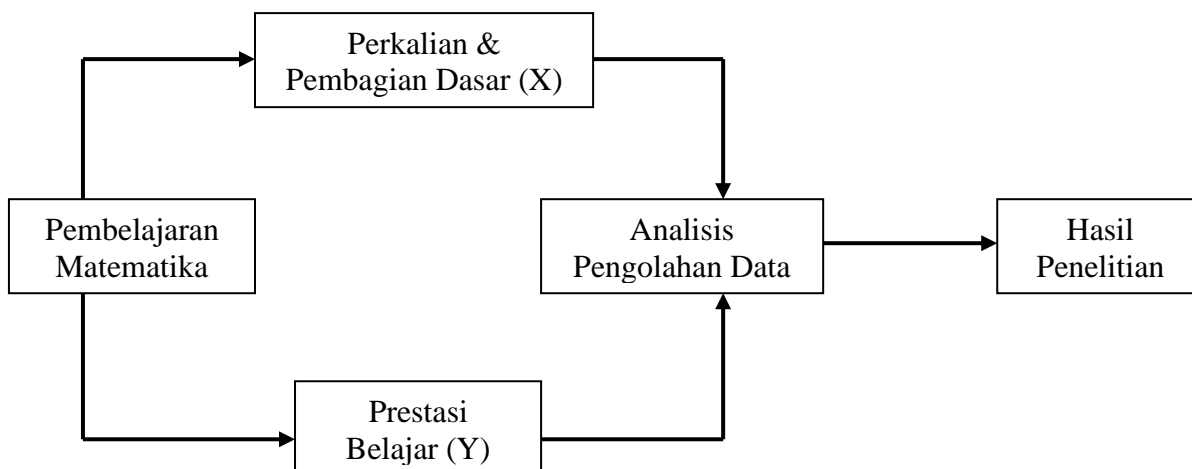 Perkalian &
Pembagian Dasar (X)
Pembelajaran
Matematika
Analisis
Pengolahan Data
Hasil
Penelitian
Prestasi
Belajar (Y)